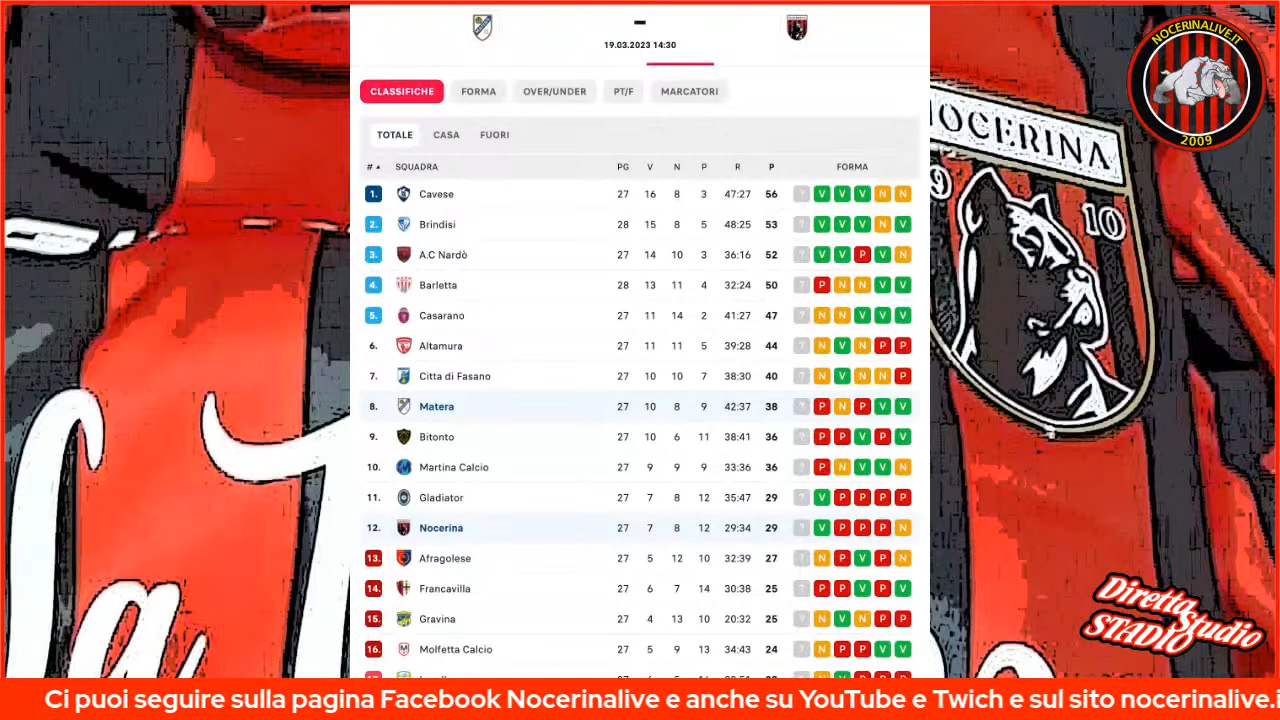 19.03.2023 14:30
CLASSIFICHE FORMA OVER/UNDER PT/F MARCATORI
TOTALE CASA FUORI
# SQUADRA PG V N P R P FORMA
1. Cavese 27 16 8 3 47:27 56 ? V V V N N
2. Brindisi 28 15 8 5 48:25 53 ? V V V N V
3. A.C Nardò 27 14 10 3 36:16 52 ? V V P V N
4. Barletta 28 13 11 4 32:24 50 ? P N N V V
5. Casarano 27 11 14 2 41:27 47 ? N N V V V
6. Altamura 27 11 11 5 39:28 44 ? N V N P P
7. Citta di Fasano 27 10 10 7 38:30 40 ? N V N N P
8. Matera 27 10 8 9 42:37 38 ? P N P V V
9. Bitonto 27 10 6 11 38:41 36 ? P P V P V
10. Martina Calcio 27 9 9 9 33:36 36 ? P N V V N
11. Gladiator 27 7 8 12 35:47 29 ? V P P P P
12. Nocerina 27 7 8 12 29:34 29 ? V P P P N
13. Afragolese 27 5 12 10 32:39 27 ? N P V P N
14. Francavilla 27 6 7 14 30:38 25 ? P P V P V
15. Gravina 27 4 13 10 20:32 25 ? N V N P P
16. Molfetta Calcio 27 5 9 13 34:43 24 ? N P P V V
NOCERINALIVE.IT
2009
NOCERINA
10
Diretta Studio
STADIO
Ci puoi seguire sulla pagina Facebook Nocerinalive e anche su YouTube e Twich e sul sito nocerinalive.